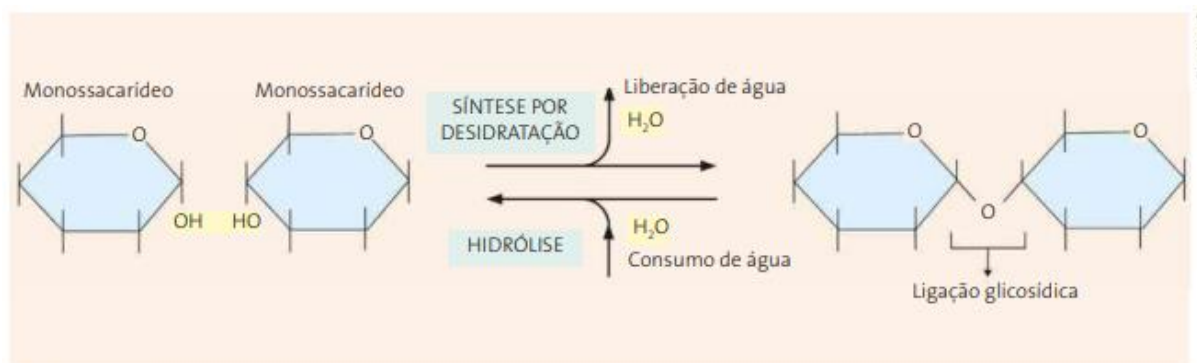 Monossacarídeo
Monossacarídeo
O
O
OH
HO
SÍNTESE POR
DESIDRATAÇÃO
Liberação de água
H₂O
HIDRÓLISE
H₂O
Consumo de água
O
O
O
Ligação glicosídica